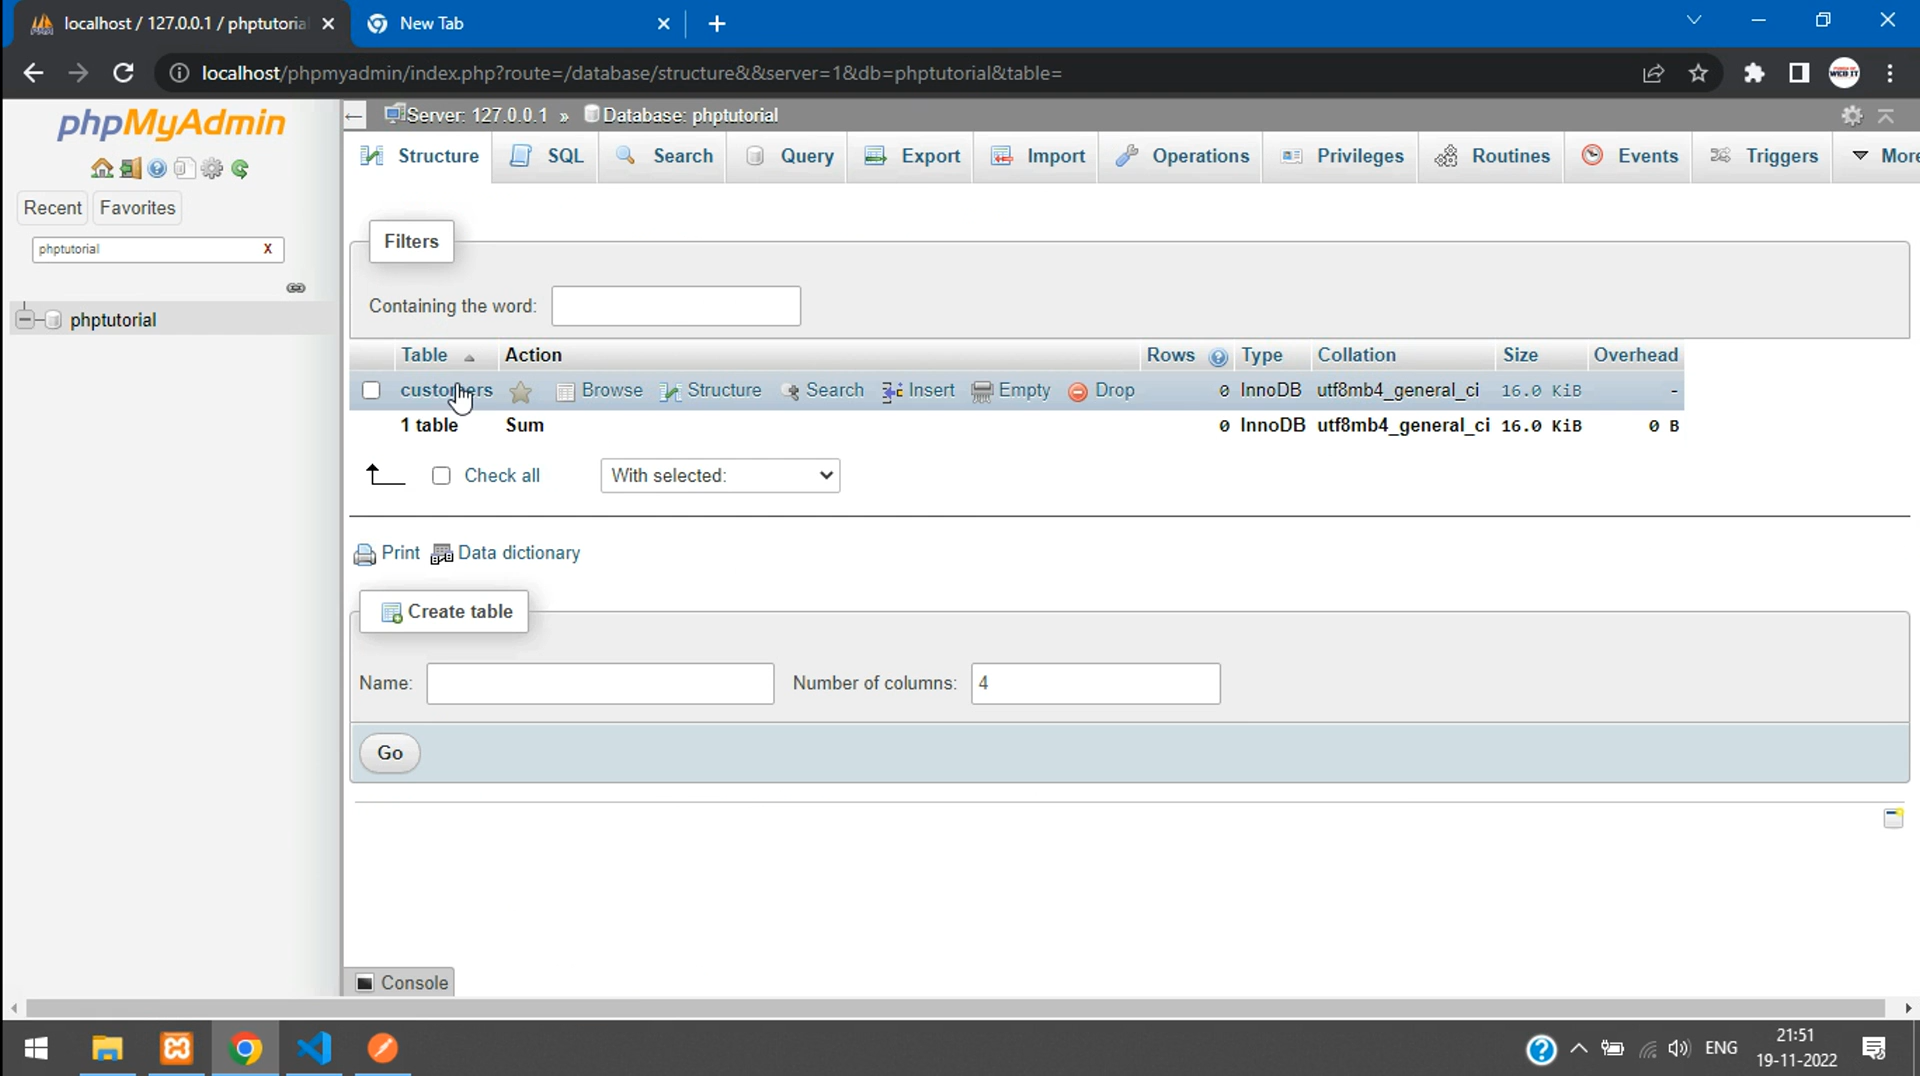 localhost / 127.0.0.1 / phptutorial
New Tab
localhost/phpmyadmin/index.php?route=/database/structure&&server=1&db=phptutorial&table=
phpMyAdmin
Server: 127.0.0.1 » Database: phptutorial
Structure SQL Search Query Export Import Operations Privileges Routines Events Triggers More
Recent Favorites
phptutorial X
phptutorial
Filters
Containing the word:
Table Action Rows Type Collation Size Overhead
customers Browse Structure Search Insert Empty Drop 0 InnoDB utf8mb4_general_ci 16.0 KiB -
1 table Sum 0 InnoDB utf8mb4_general_ci 16.0 KiB 0 B
Check all With selected:
Print Data dictionary
Create table
Name: Number of columns: 4
Go
Console
ENG
21:51
19-11-2022